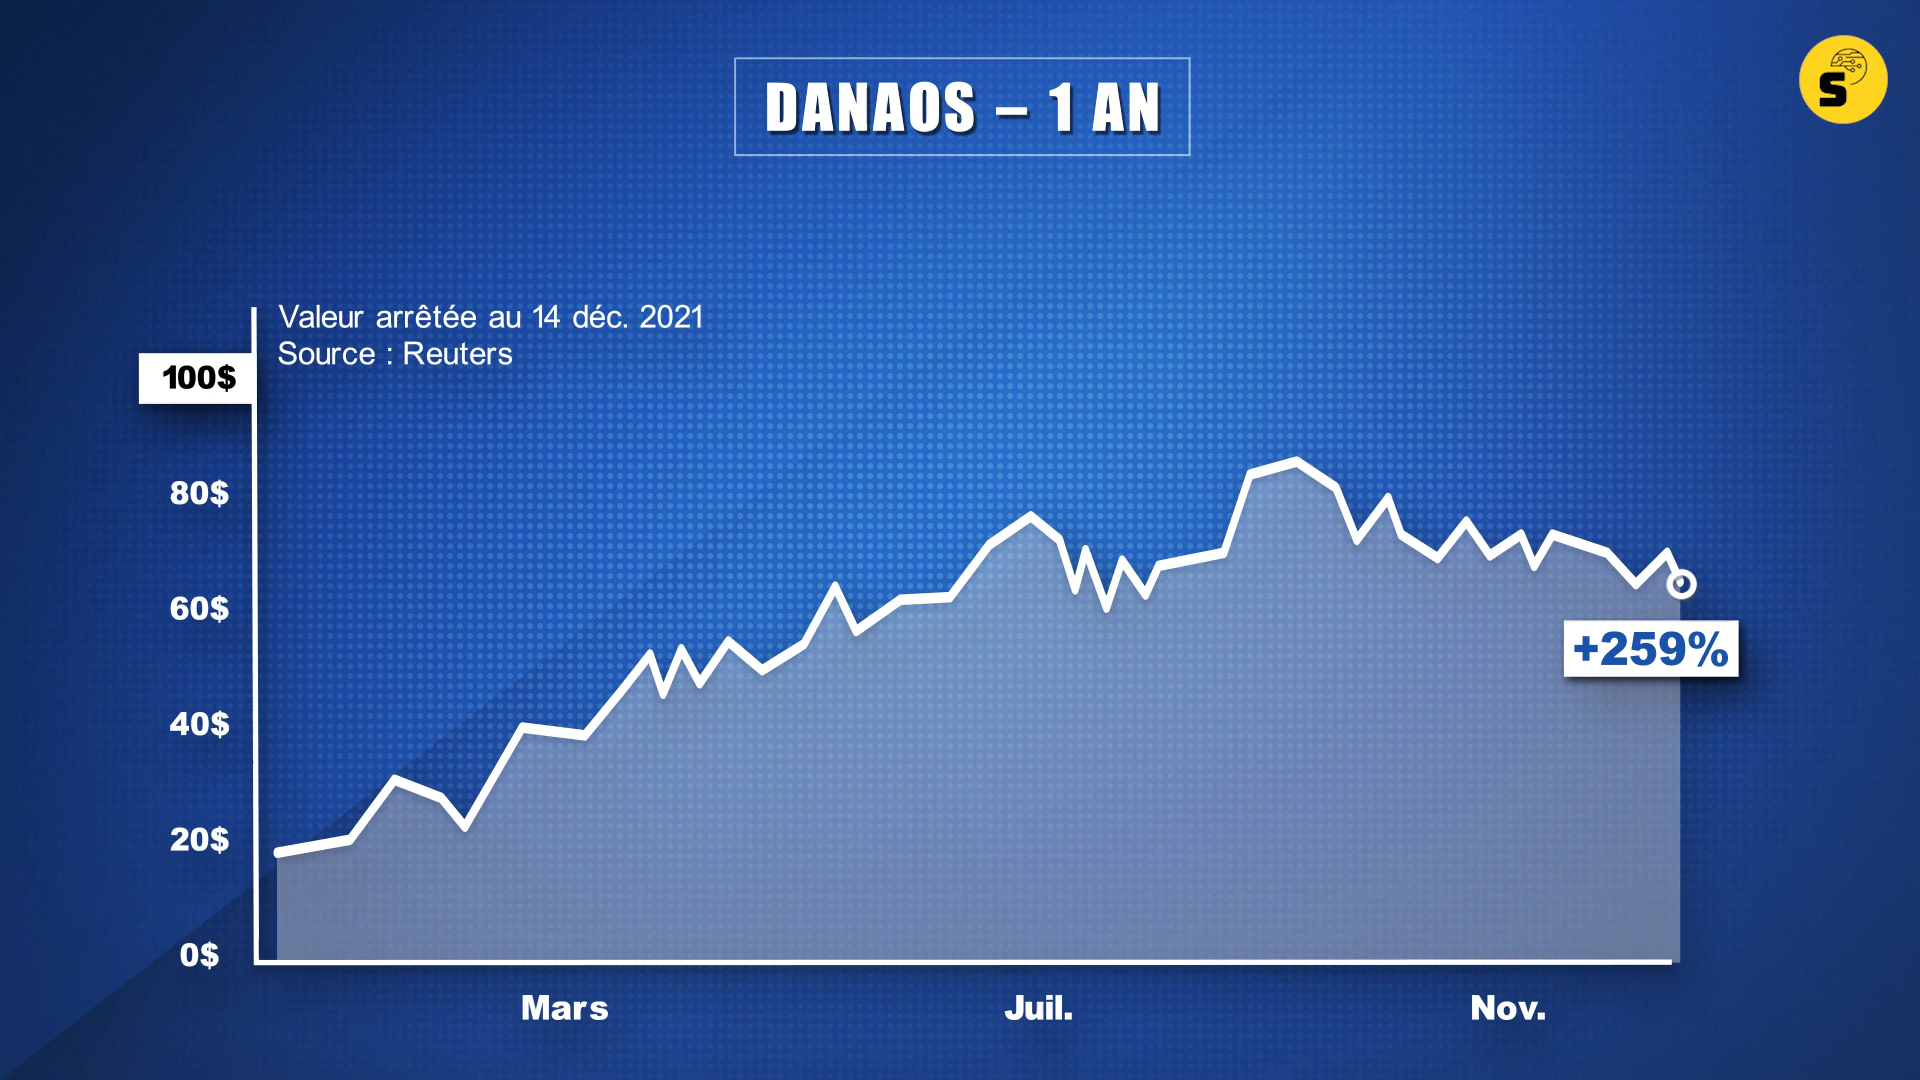 DANAOS – 1 AN
S
Valeur arrêtée au 14 déc. 2021
Source : Reuters
100$
80$
60$
40$
20$
0$
+259%
Mars
Juil.
Nov.